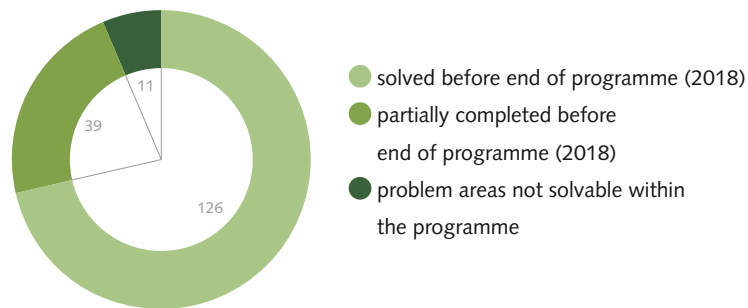 11
39
126
solved before end of programme (2018)
partially completed before
end of programme (2018)
problem areas not solvable within
the programme